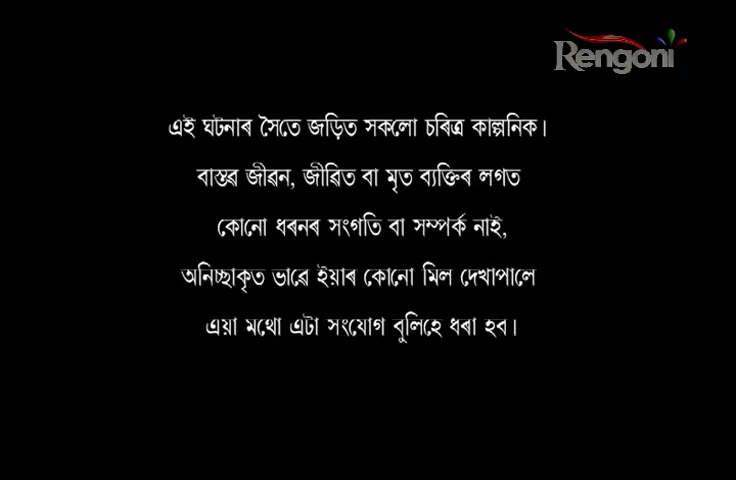 Rengoni
এই ঘটনাৰ সৈতে জড়িত সকলো চৰিত্ৰ কাল্পনিক।
বাস্তৱ জীৱন, জীৱিত বা মৃত ব্যক্তিৰ লগত
কোনো ধৰনৰ সংগতি বা সম্পৰ্ক নাই,
অনিচ্ছাকৃত ভাৱে ইয়াৰ কোনো মিল দেখাপালে
এয়া মথো এটা সংযোগ বুলিহে ধৰা হব।